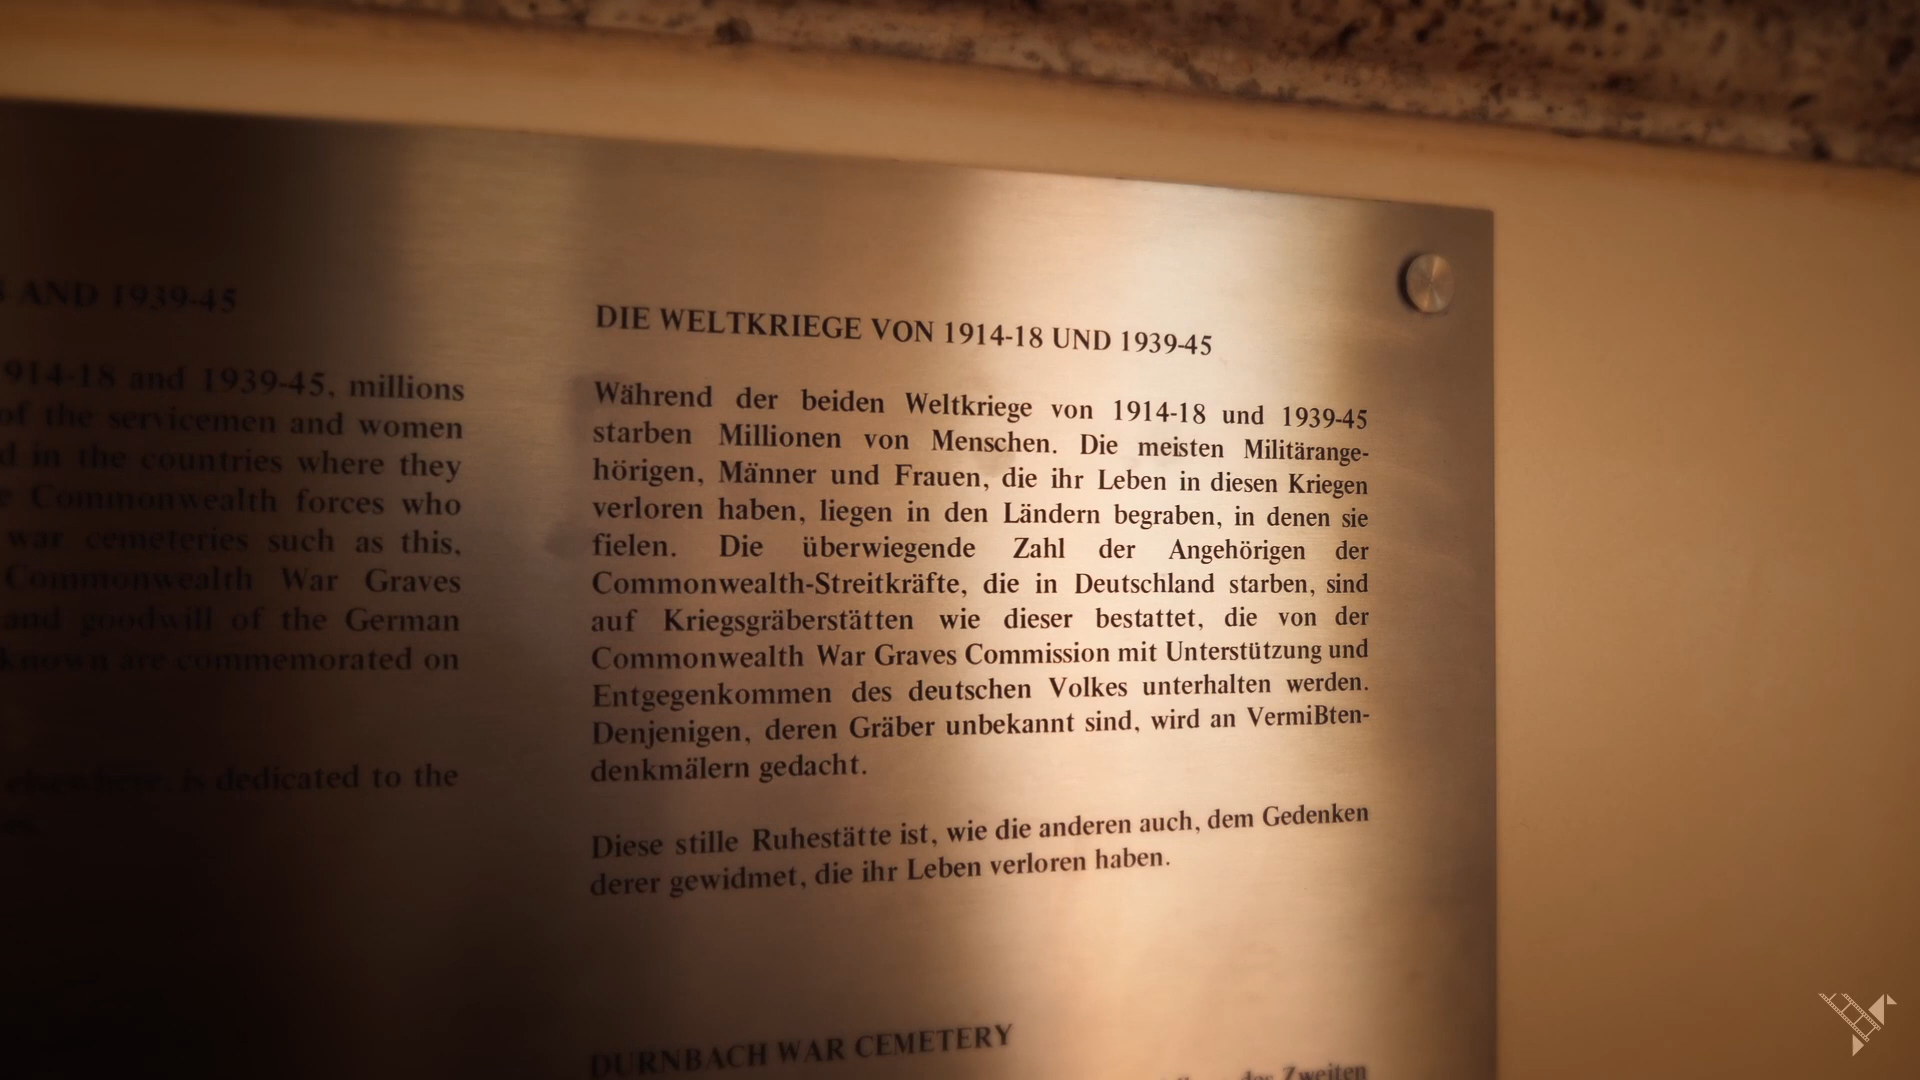 AND 1939-45
1914-18 and 1939-45, millions
of the servicemen and women
in the countries where they
Commonwealth forces who
war cemeteries such as this,
Commonwealth War Graves
and goodwill of the German
known are commemorated on
elsewhere, is dedicated to the
DIE WELTKRIEGE VON 1914-18 UND 1939-45
Während der beiden Weltkriege von 1914-18 und 1939-45
starben Millionen von Menschen. Die meisten Militärange-
hörigen, Männer und Frauen, die ihr Leben in diesen Kriegen
verloren haben, liegen in den Ländern begraben, in denen sie
fielen. Die überwiegende Zahl der Angehörigen der
Commonwealth-Streitkräfte, die in Deutschland starben, sind
auf Kriegsgräberstätten wie dieser bestattet, die von der
Commonwealth War Graves Commission mit Unterstützung und
Entgegenkommen des deutschen Volkes unterhalten werden.
Denjenigen, deren Gräber unbekannt sind, wird an VermiBten-
denkmälern gedacht.
Diese stille Ruhestätte ist, wie die anderen auch, dem Gedenken
derer gewidmet, die ihr Leben verloren haben.
DURNBACH WAR CEMETERY
des Zweiten